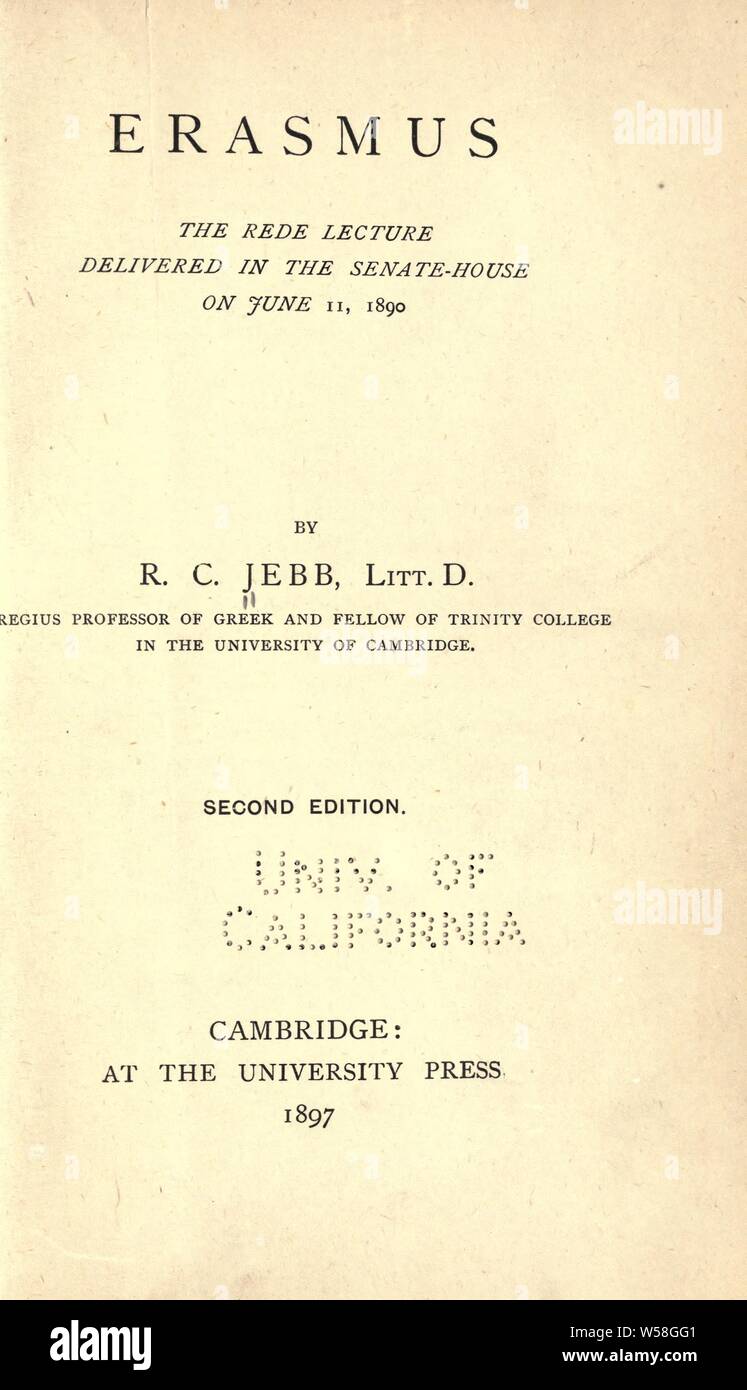 ERASMUS
THE REDE LECTURE
DELIVERED IN THE SENATE-HOUSE
ON JUNE 11, 1890
BY
R. C. JEBB, LITT. D.
REGIUS PROFESSOR OF GREEK AND FELLOW OF TRINITY COLLEGE
IN THE UNIVERSITY OF CAMBRIDGE.
SECOND EDITION.
UNIV. OF
CALIFORNIA
CAMBRIDGE:
AT THE UNIVERSITY PRESS
1897
alamy
alamy
alamy
Image ID: W58GG1
www.alamy.com